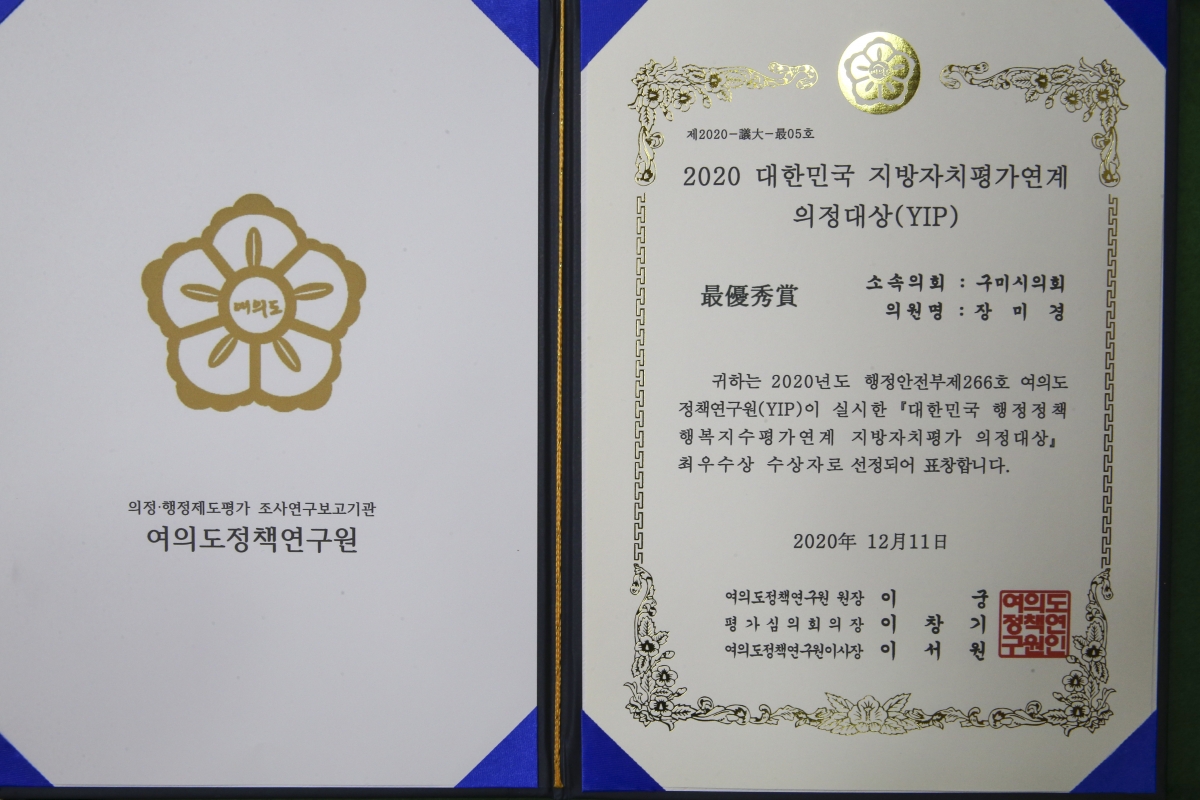 여의도
의정·행정제도평가 조사연구보고기관
여의도정책연구원
제2020-議大-最05호
2020 대한민국 지방자치평가연계
의정대상(YIP)
最優秀賞
소속의회 : 구미시의회
의원명 : 장 미 경
귀하는 2020년도 행정안전부제266호 여의도
정책연구원(YIP)이 실시한 『대한민국 행정정책
행복지수평가연계 지방자치평가 의정대상』
최우수상 수상자로 선정되어 표창합니다.
2020年 12月11日
여의도정책연구원 원장 이 궁
평가심의회의장 이 창 기
여의도정책연구원이사장 이 서 원
여의도
정책연
구원인